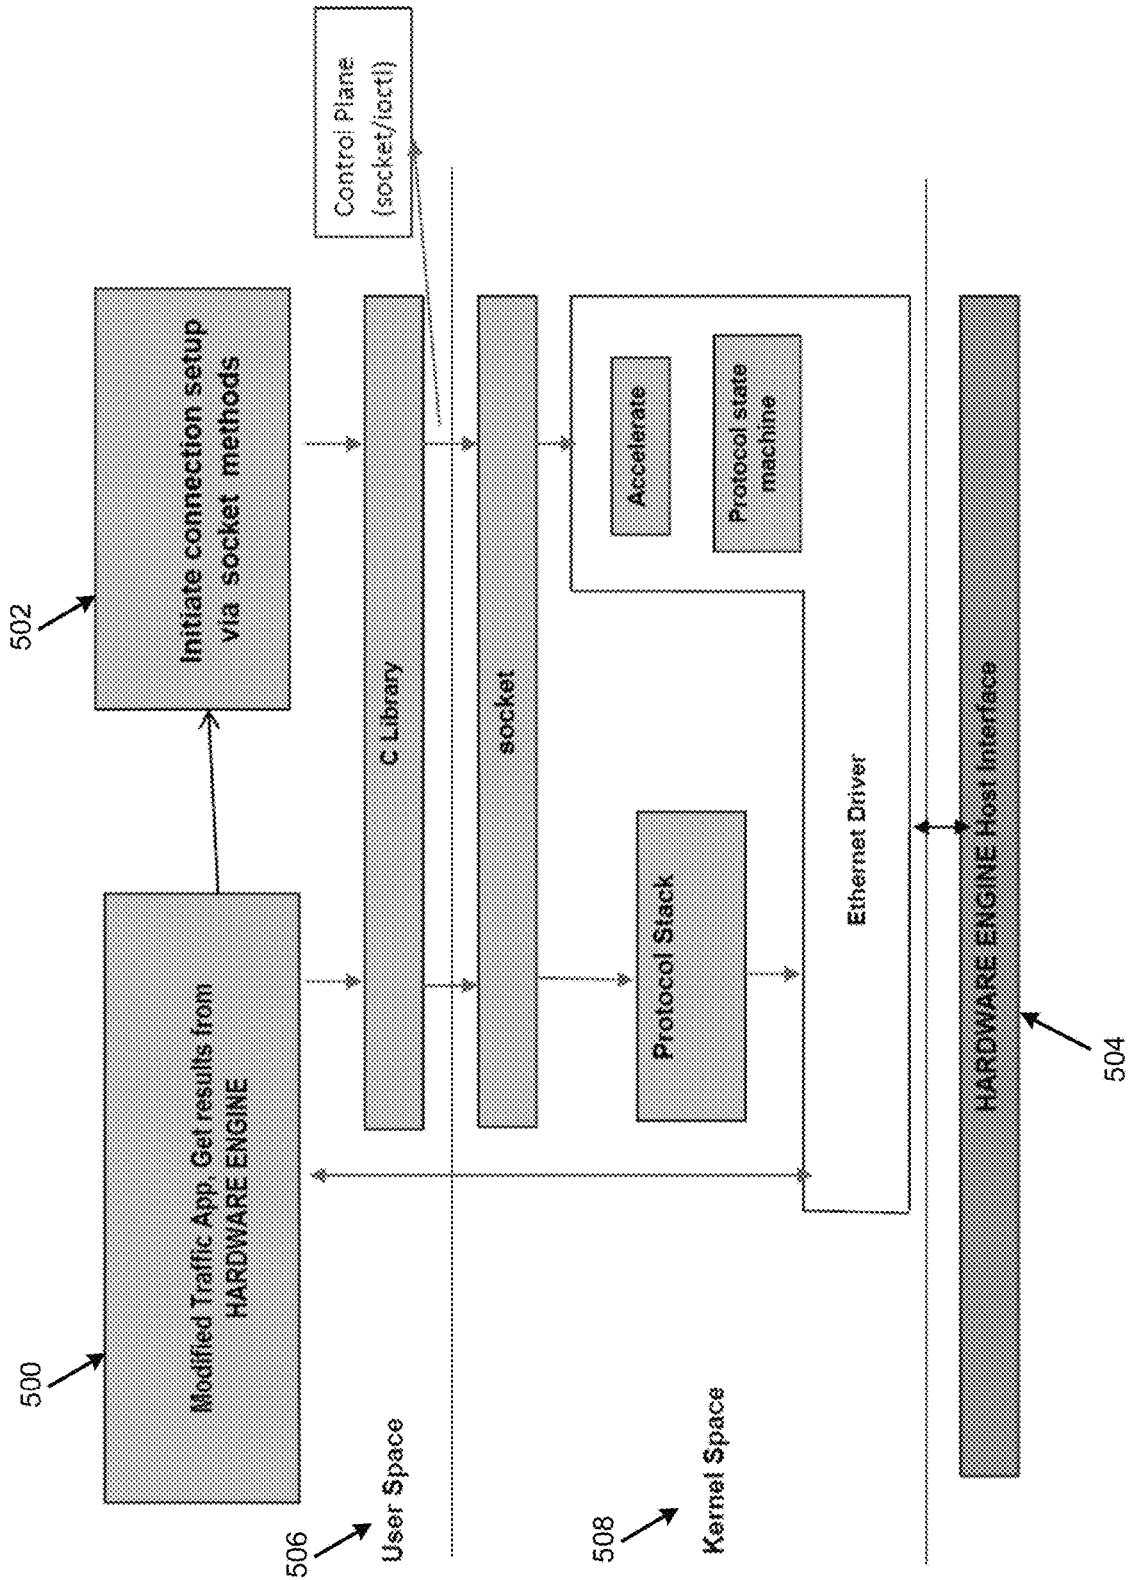 500
Modified Traffic App. Get results from
HARDWARE ENGINE
502
Initiate connection setup
via socket methods
506
User Space
C Library
Control Plane
(socket/ioctl)
508
Kernel Space
socket
Protocol Stack
Accelerate
Protocol state
machine
Ethernet Driver
HARDWARE ENGINE Host Interface
504